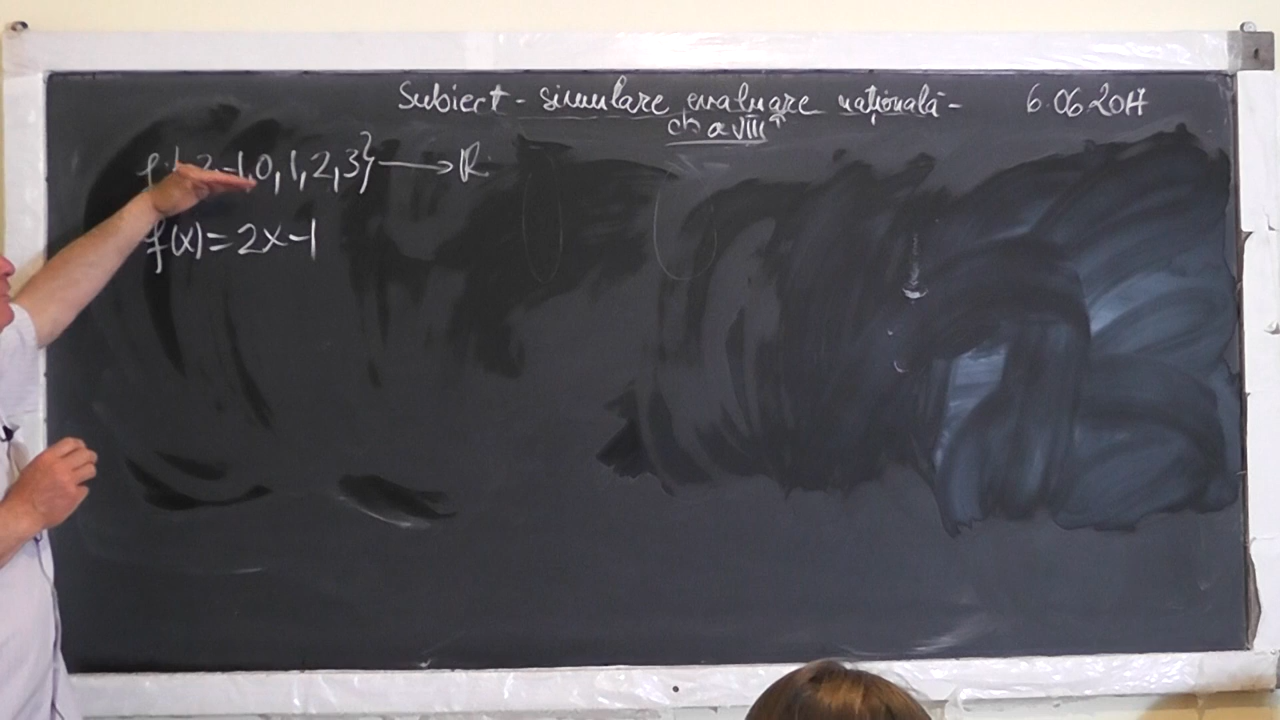 Subiect - simulare evaluare națională - 6.06.2017
cls a VIII a
f:{-2,-1,0,1,2,3} ⟶ R
f(x)=2x-1